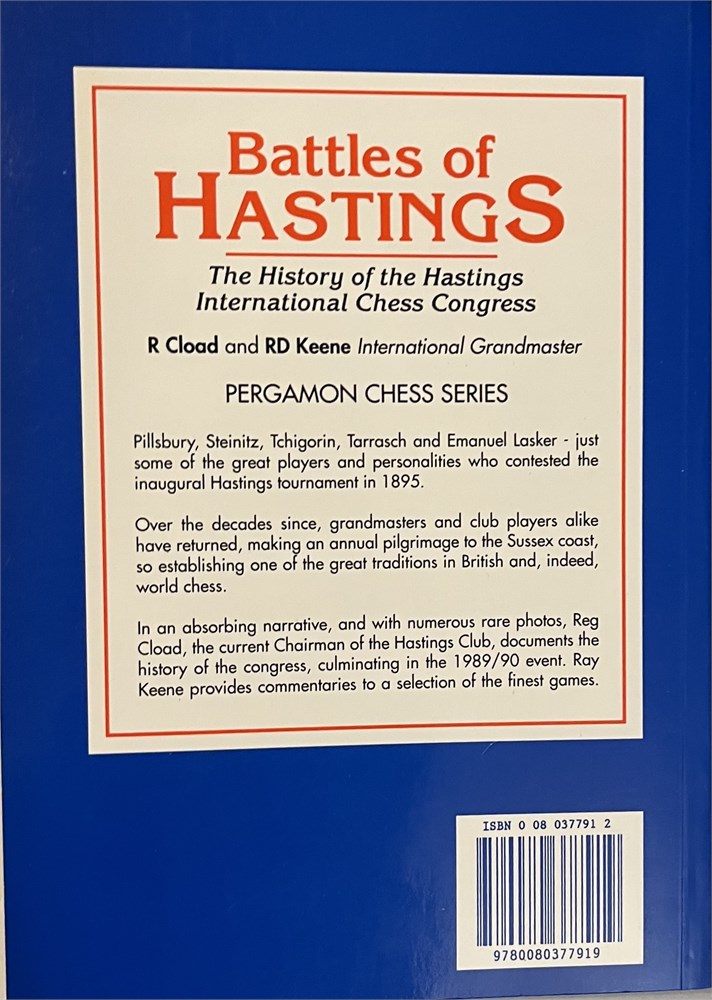 Battles of
HASTINGS
The History of the Hastings
International Chess Congress
R Cload and RD Keene International Grandmaster
PERGAMON CHESS SERIES
Pillsbury, Steinitz, Tchigorin, Tarrasch and Emanuel Lasker - just
some of the great players and personalities who contested the
inaugural Hastings tournament in 1895.
Over the decades since, grandmasters and club players alike
have returned, making an annual pilgrimage to the Sussex coast,
so establishing one of the great traditions in British and, indeed,
world chess.
In an absorbing narrative, and with numerous rare photos, Reg
Cload, the current Chairman of the Hastings Club, documents the
history of the congress, culminating in the 1989/90 event. Ray
Keene provides commentaries to a selection of the finest games.
ISBN 0 08 037791 2
9780080377919